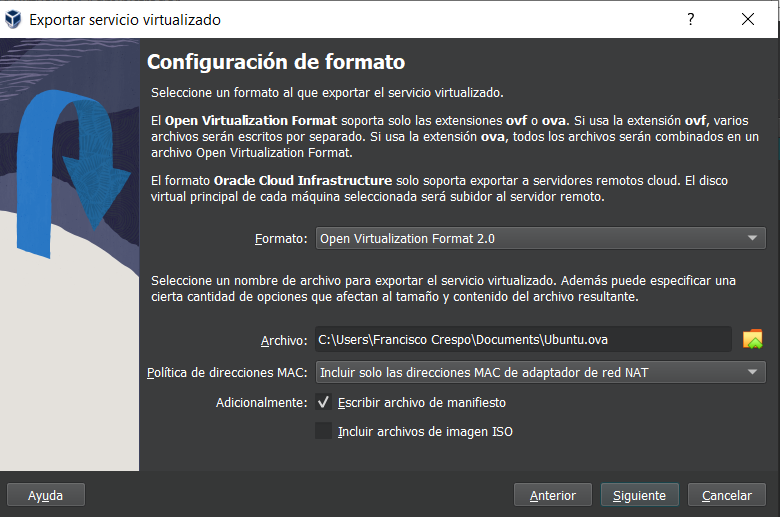 Exportar servicio virtualizado
?
Configuración de formato
Seleccione un formato al que exportar el servicio virtualizado.
El Open Virtualization Format soporta solo las extensiones ovf o ova. Si usa la extensión ovf, varios
archivos serán escritos por separado. Si usa la extensión ova, todos los archivos serán combinados en un
archivo Open Virtualization Format.
El formato Oracle Cloud Infrastructure solo soporta exportar a servidores remotos cloud. El disco
virtual principal de cada máquina seleccionada será subidor al servidor remoto.
Formato: Open Virtualization Format 2.0
Seleccione un nombre de archivo para exportar el servicio virtualizado. Además puede especificar una
cierta cantidad de opciones que afectan al tamaño y contenido del archivo resultante.
Archivo: C:\Users\Francisco Crespo\Documents\Ubuntu.ova
Política de direcciones MAC: Incluir solo las direcciones MAC de adaptador de red NAT
Adicionalmente: Escribir archivo de manifiesto
Incluir archivos de imagen ISO
Ayuda Anterior Siguiente Cancelar